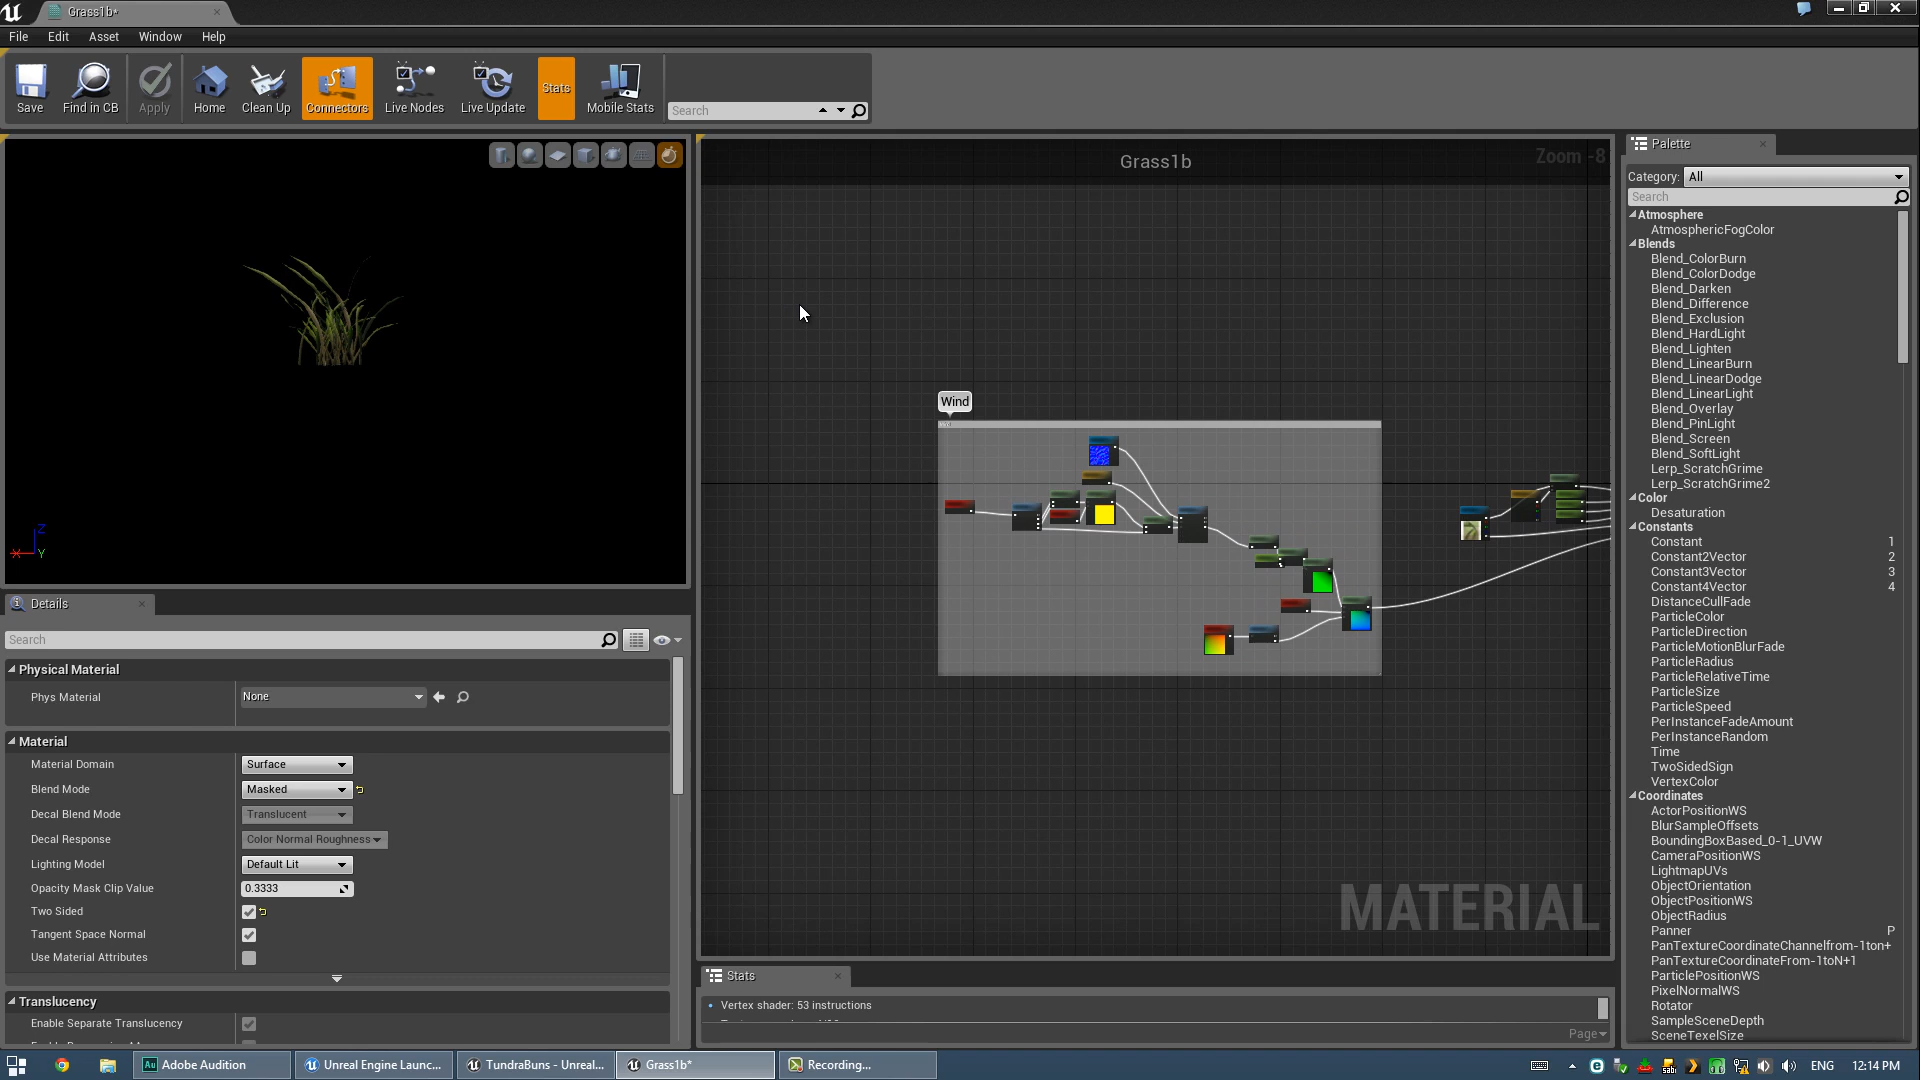 Grass1b*
File Edit Asset Window Help
Save Find in CB Apply Home Clean Up Connectors Live Nodes Live Update Stats Mobile Stats Search
Grass1b
Zoom -8
Wind
MATERIAL
Z
X
Y
Details
Search
Physical Material
Phys Material None
Material
Material Domain Surface
Blend Mode Masked
Decal Blend Mode Translucent
Decal Response Color Normal Roughness
Lighting Model Default Lit
Opacity Mask Clip Value 0.3333
Two Sided
Tangent Space Normal
Use Material Attributes
Translucency
Enable Separate Translucency
Stats
Vertex shader: 53 instructions
Page
Palette
Category: All
Search
Atmosphere
AtmosphericFogColor
Blends
Blend_ColorBurn
Blend_ColorDodge
Blend_Darken
Blend_Difference
Blend_Exclusion
Blend_HardLight
Blend_Lighten
Blend_LinearBurn
Blend_LinearDodge
Blend_LinearLight
Blend_Overlay
Blend_PinLight
Blend_Screen
Blend_SoftLight
Lerp_ScratchGrime
Lerp_ScratchGrime2
Color
Desaturation
Constants
Constant 1
Constant2Vector 2
Constant3Vector 3
Constant4Vector 4
DistanceCullFade
ParticleColor
ParticleDirection
ParticleMotionBlurFade
ParticleRadius
ParticleRelativeTime
ParticleSize
ParticleSpeed
PerInstanceFadeAmount
PerInstanceRandom
Time
TwoSidedSign
VertexColor
Coordinates
ActorPositionWS
BlurSampleOffsets
BoundingBoxBased_0-1_UVW
CameraPositionWS
LightmapUVs
ObjectOrientation
ObjectPositionWS
ObjectRadius
Panner P
PanTextureCoordinateChannelfrom-1ton+
PanTextureCoordinateFrom-1toN+1
ParticlePositionWS
PixelNormalWS
Rotator
SampleSceneDepth
SceneTexelSize
Au Adobe Audition
Unreal Engine Launc...
TundraBuns - Unreal...
Grass1b*
Recording...
ENG 12:14 PM